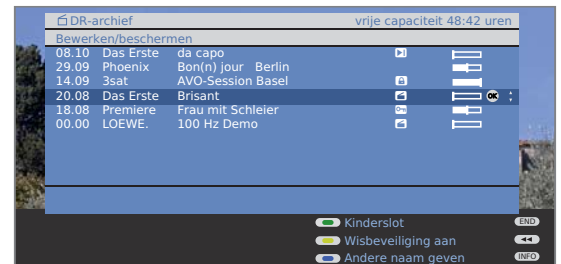 DR-archief vrije capaciteit 48:42 uren
Bewerken/beschermen
08.10 Das Erste da capo
29.09 Phoenix Bon(n) jour Berlin
14.09 3sat AVO-Session Basel
20.08 Das Erste Brisant OK
18.08 Premiere Frau mit Schleier
00.00 LOEWE. 100 Hz Demo
Kinderslot END
Wisbeveiliging aan
Andere naam geven INFO